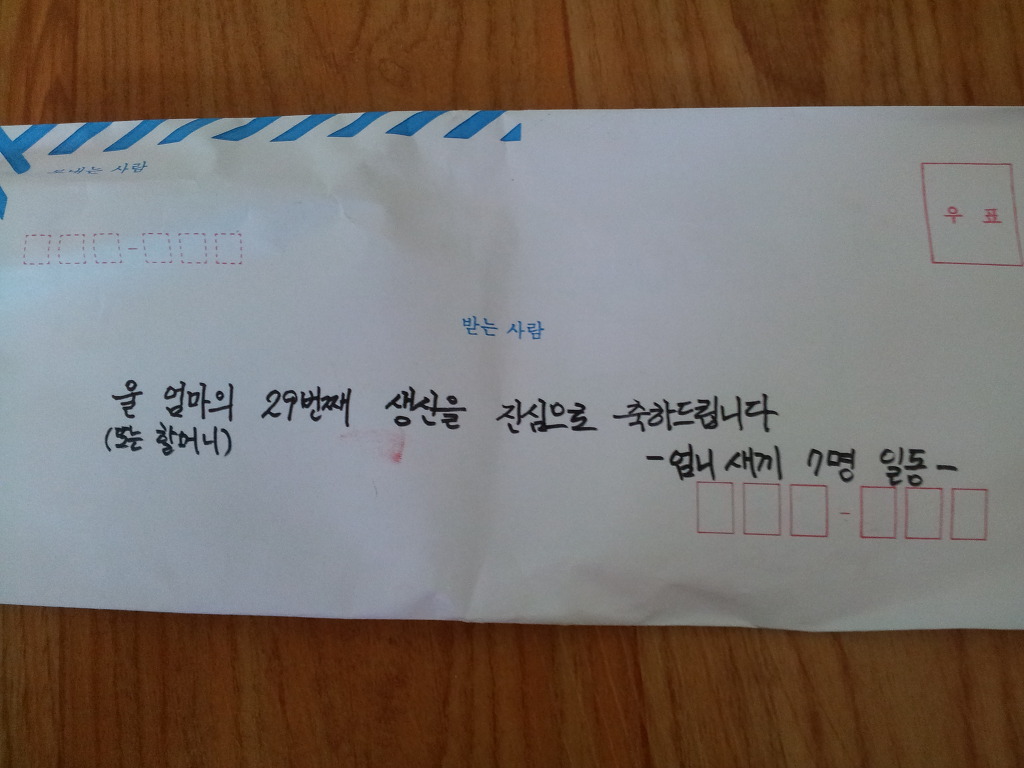 보내는 사람
우 표
받는 사람
울 엄마의 29번째 생신을 진심으로 축하드립니다
(또는 할머니)
-엄니 새끼 7명 일동-